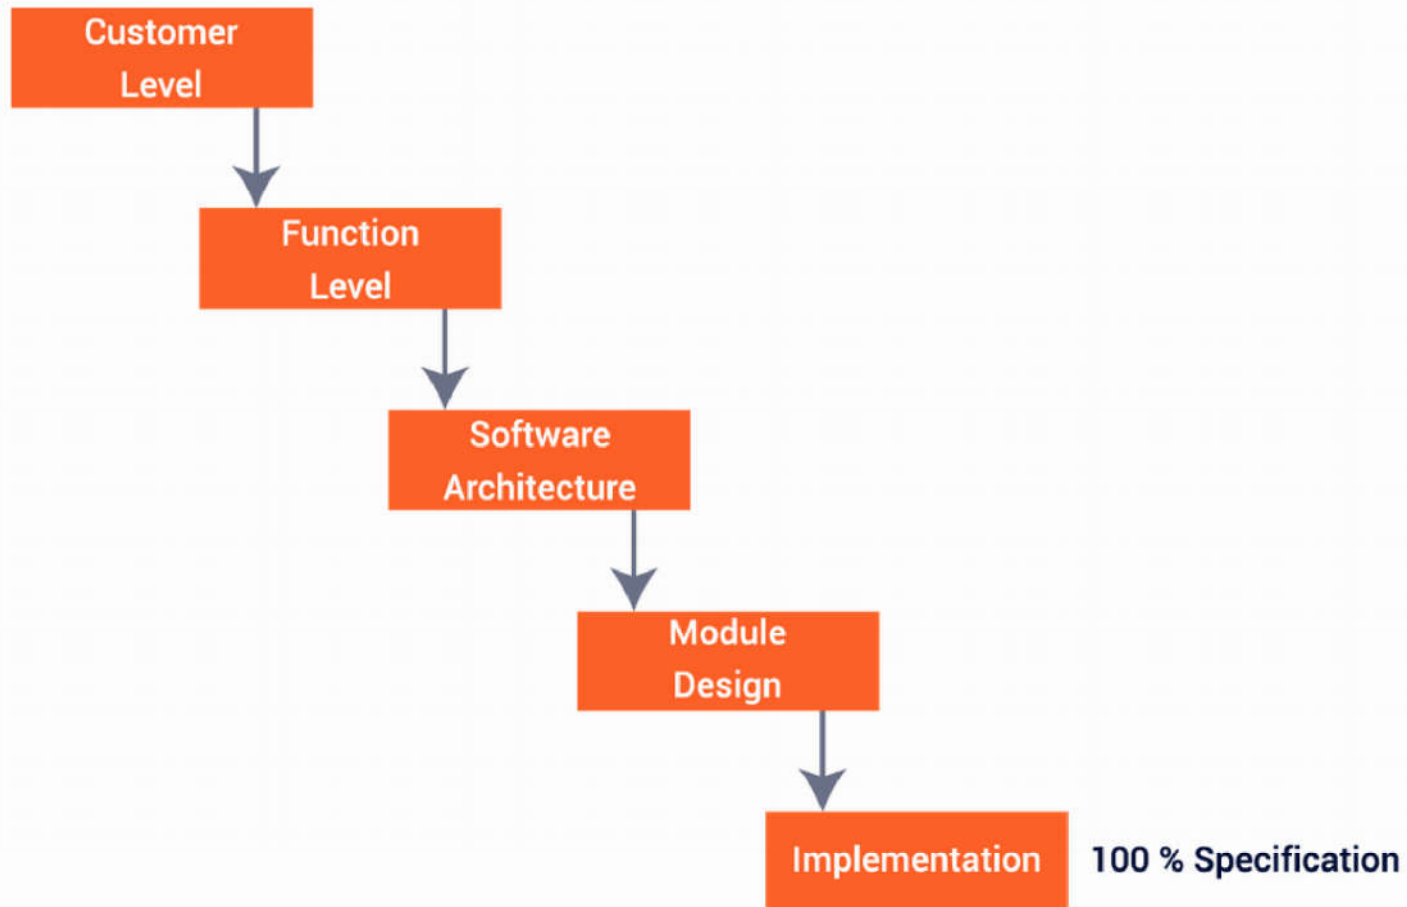 Customer
Level
Function
Level
Software
Architecture
Module
Design
Implementation
100 % Specification